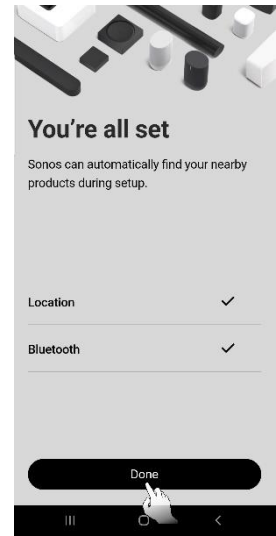 You're all set
Sonos can automatically find your nearby
products during setup.
Location
Bluetooth
Done